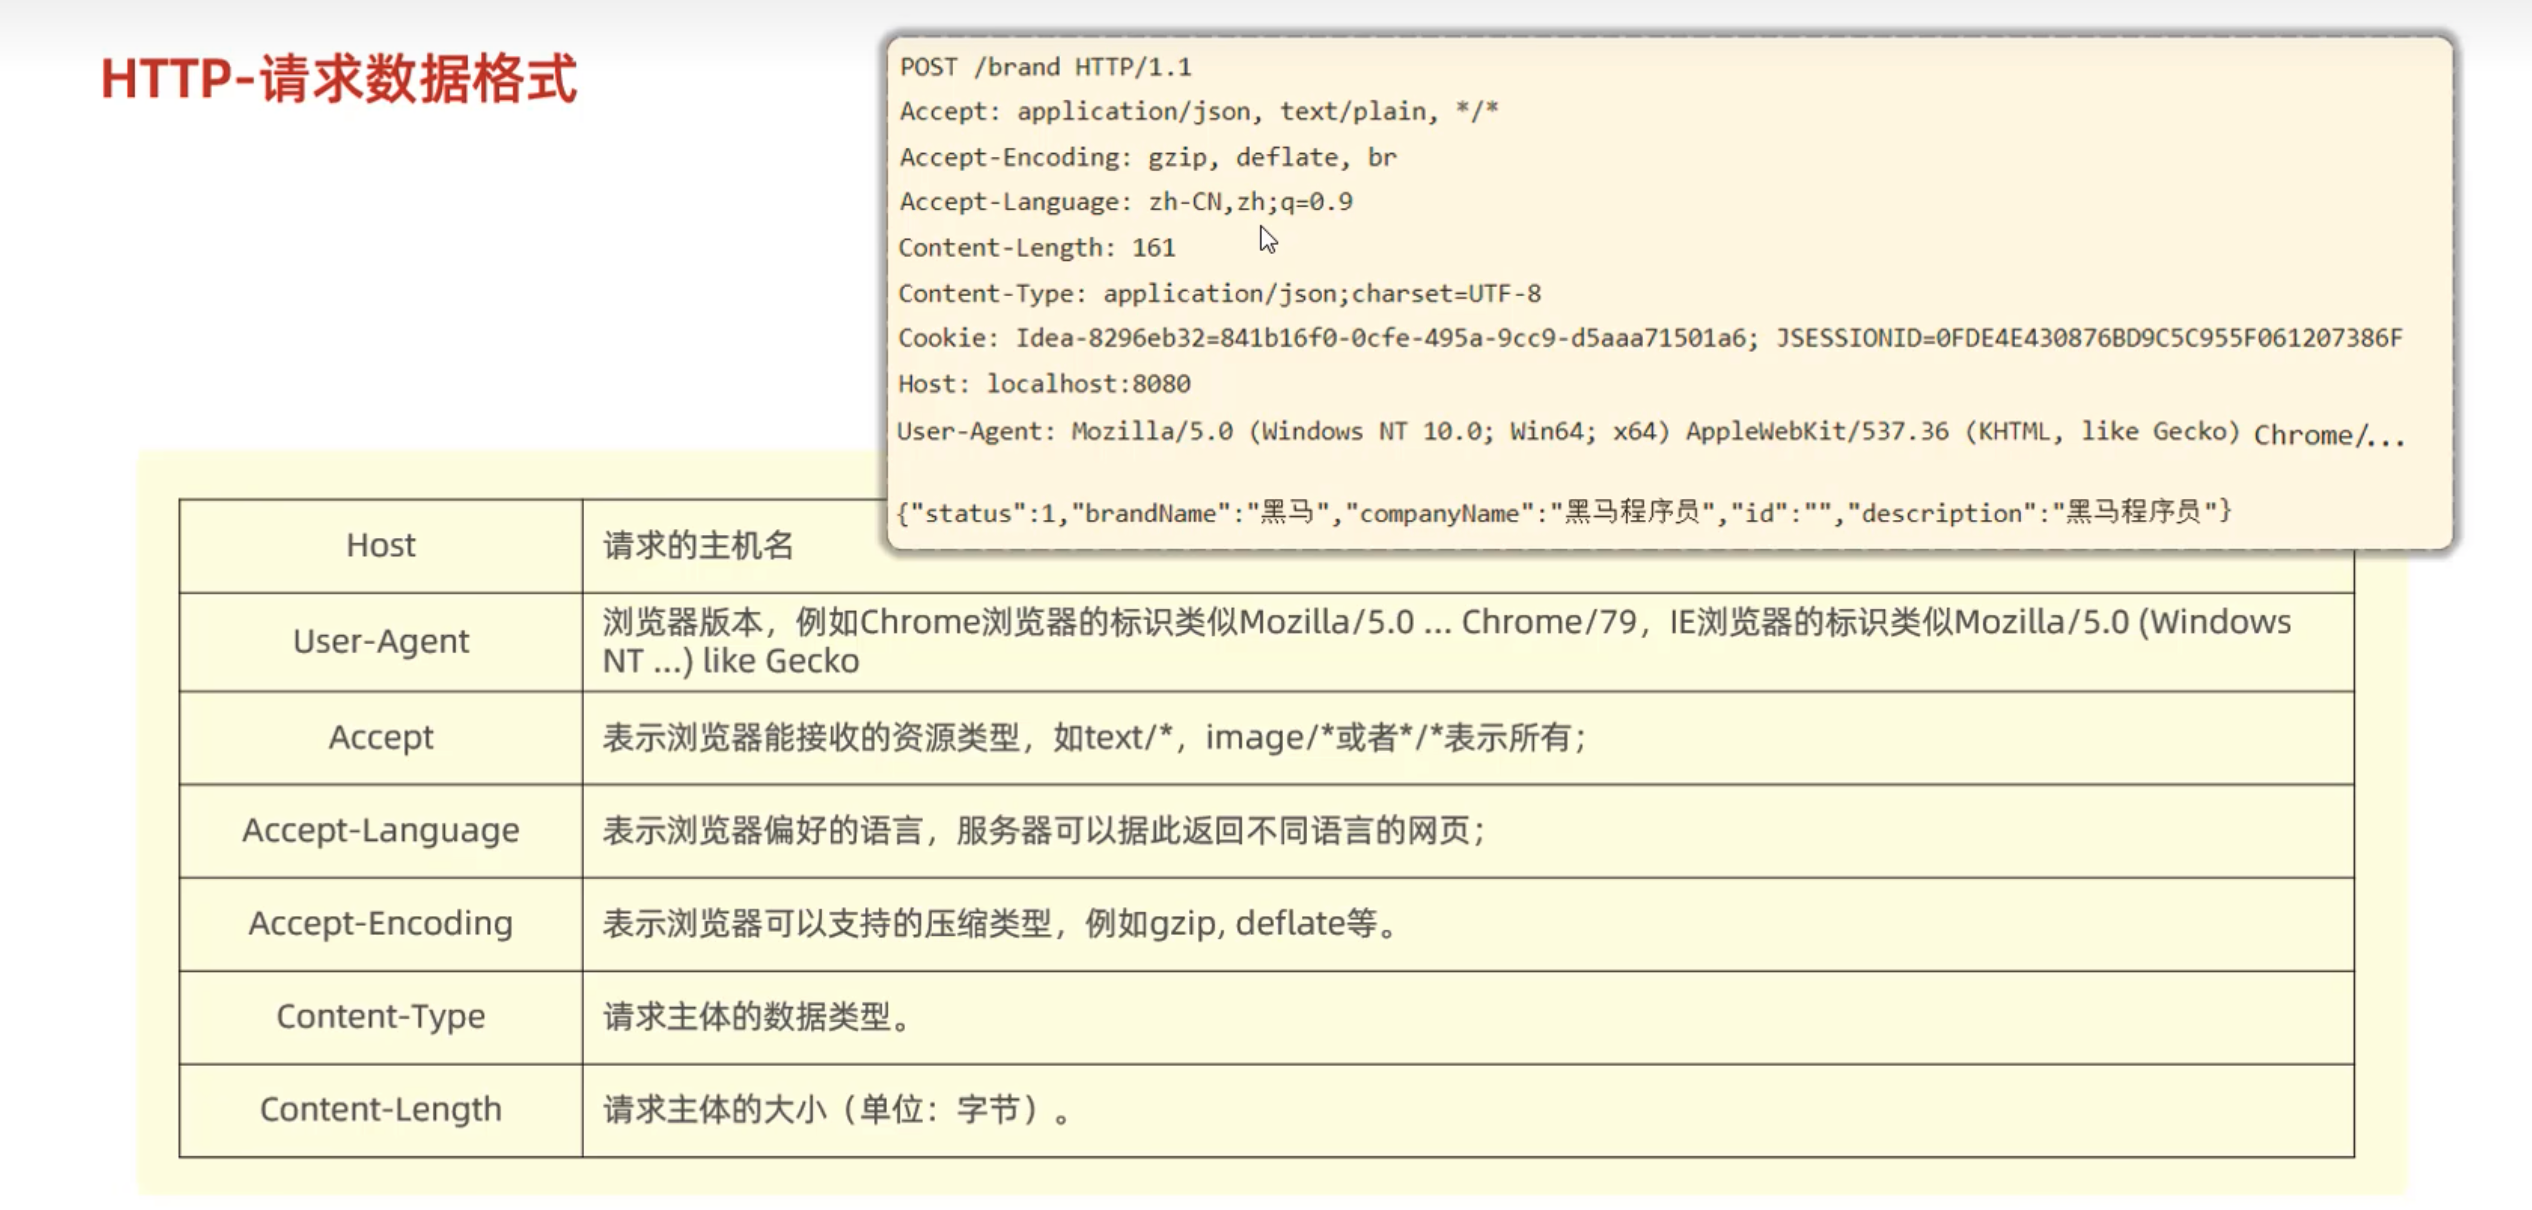 HTTP-请求数据格式
POST /brand HTTP/1.1
Accept: application/json, text/plain, */*
Accept-Encoding: gzip, deflate, br
Accept-Language: zh-CN,zh;q=0.9
Content-Length: 161
Content-Type: application/json;charset=UTF-8
Cookie: Idea-8296eb32=841b16f0-0cfe-495a-9cc9-d5aaa71501a6; JSESSIONID=0FDE4E430876BD9C5C955F061207386F
Host: localhost:8080
User-Agent: Mozilla/5.0 (Windows NT 10.0; Win64; x64) AppleWebKit/537.36 (KHTML, like Gecko) Chrome/...
{"status":1,"brandName":"黑马","companyName":"黑马程序员","id":"","description":"黑马程序员"}
Host 请求的主机名
User-Agent 浏览器版本，例如Chrome浏览器的标识类似Mozilla/5.0 ... Chrome/79，IE浏览器的标识类似Mozilla/5.0 (Windows
NT ...) like Gecko
Accept 表示浏览器能接收的资源类型，如text/*，image/*或者*/*表示所有；
Accept-Language 表示浏览器偏好的语言，服务器可以据此返回不同语言的网页；
Accept-Encoding 表示浏览器可以支持的压缩类型，例如gzip, deflate等。
Content-Type 请求主体的数据类型。
Content-Length 请求主体的大小（单位：字节）。